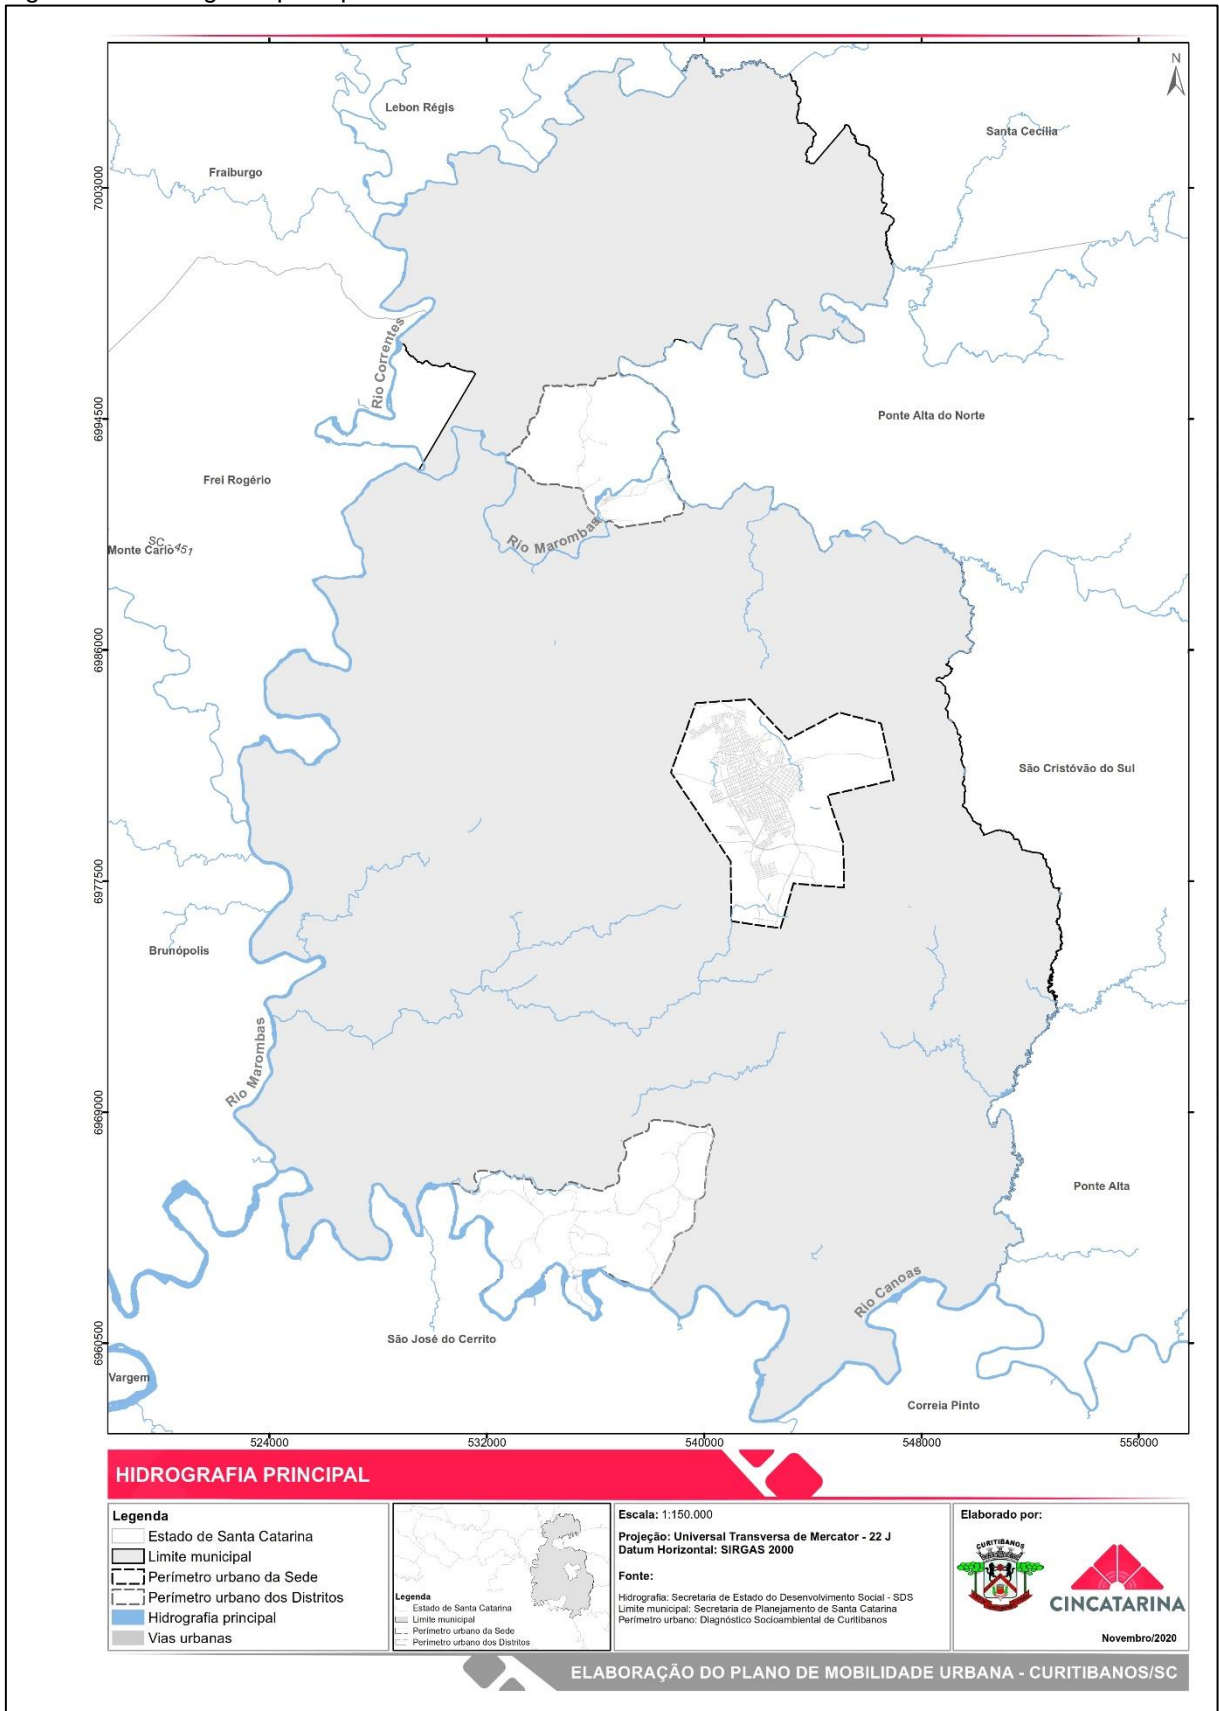 N
Lebon Régis
Santa Cecília
Fraiburgo
7003000
Rio Correntes
6994500
Ponte Alta do Norte
Frei Rogério
Rio Marombas
SC - 451
Monte Carlo
6986000
São Cristóvão do Sul
6977500
Brunópolis
Rio Marombas
6969000
Ponte Alta
Rio Canoas
São José do Cerrito
6960500
Vargem
Correia Pinto
524000 532000 540000 548000 556000
HIDROGRAFIA PRINCIPAL
Legenda
Estado de Santa Catarina
Limite municipal
Perímetro urbano da Sede
Perímetro urbano dos Distritos
Hidrografia principal
Vias urbanas
Legenda
Estado de Santa Catarina
Limite municipal
Perímetro urbano da Sede
Perímetro urbano dos Distritos
Escala: 1:150.000
Projeção: Universal Transversa de Mercator - 22 J
Datum Horizontal: SIRGAS 2000
Fonte:
Hidrografia: Secretaria de Estado do Desenvolvimento Social - SDS
Limite municipal: Secretaria de Planejamento de Santa Catarina
Perímetro urbano: Diagnóstico Socioambiental de Curitibanos
Elaborado por:
CURITIBANOS
CINCATARINA
Novembro/2020
ELABORAÇÃO DO PLANO DE MOBILIDADE URBANA - CURITIBANOS/SC